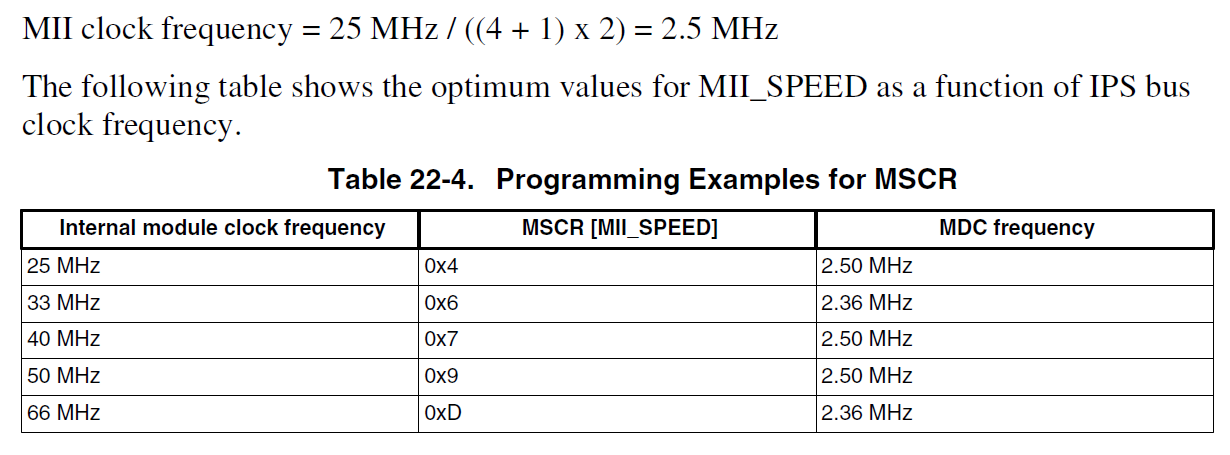 MII clock frequency = 25 MHz / ((4 + 1) x 2) = 2.5 MHz
The following table shows the optimum values for MII_SPEED as a function of IPS bus
clock frequency.
Table 22-4. Programming Examples for MSCR
Internal module clock frequency MSCR [MII_SPEED] MDC frequency
25 MHz 0x4 2.50 MHz
33 MHz 0x6 2.36 MHz
40 MHz 0x7 2.50 MHz
50 MHz 0x9 2.50 MHz
66 MHz 0xD 2.36 MHz